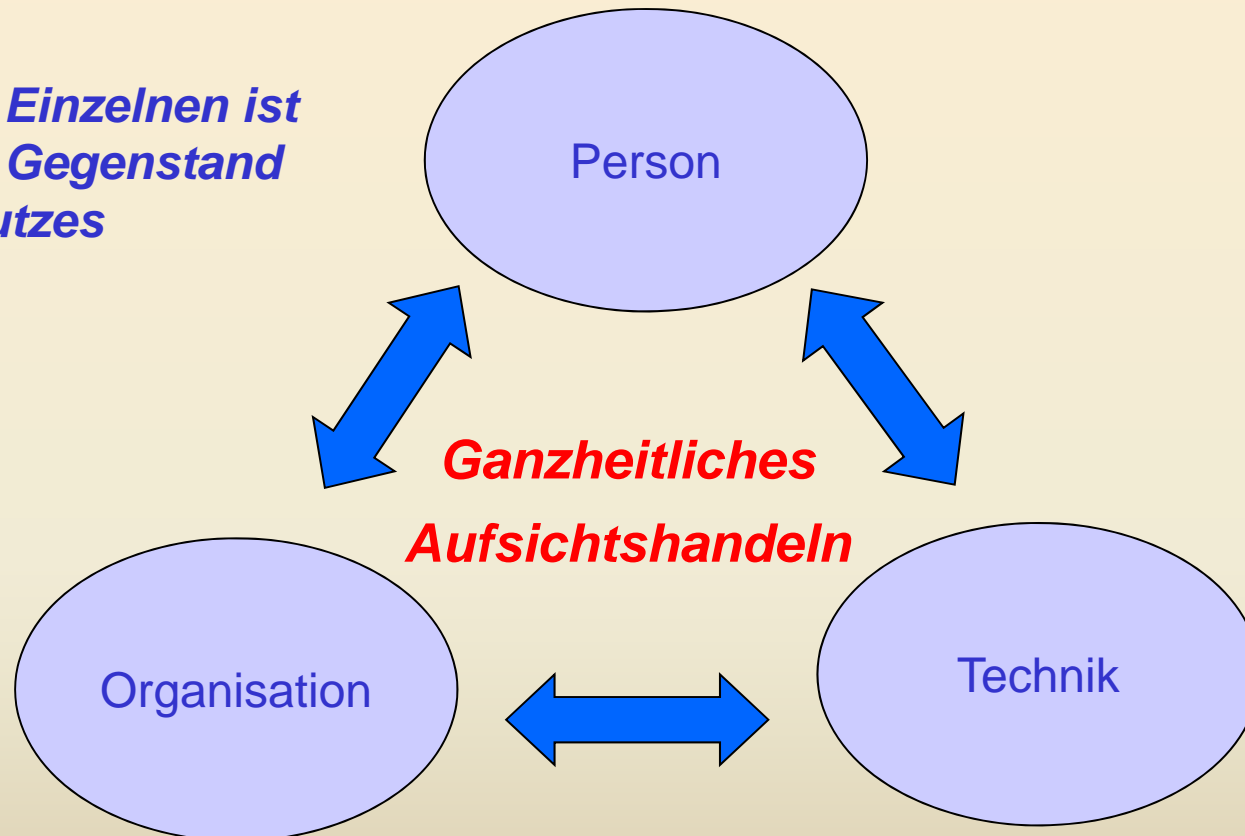 Einzelnen ist
Gegenstand
utzes
Person
Ganzheitliches
Aufsichtshandeln
Organisation
Technik